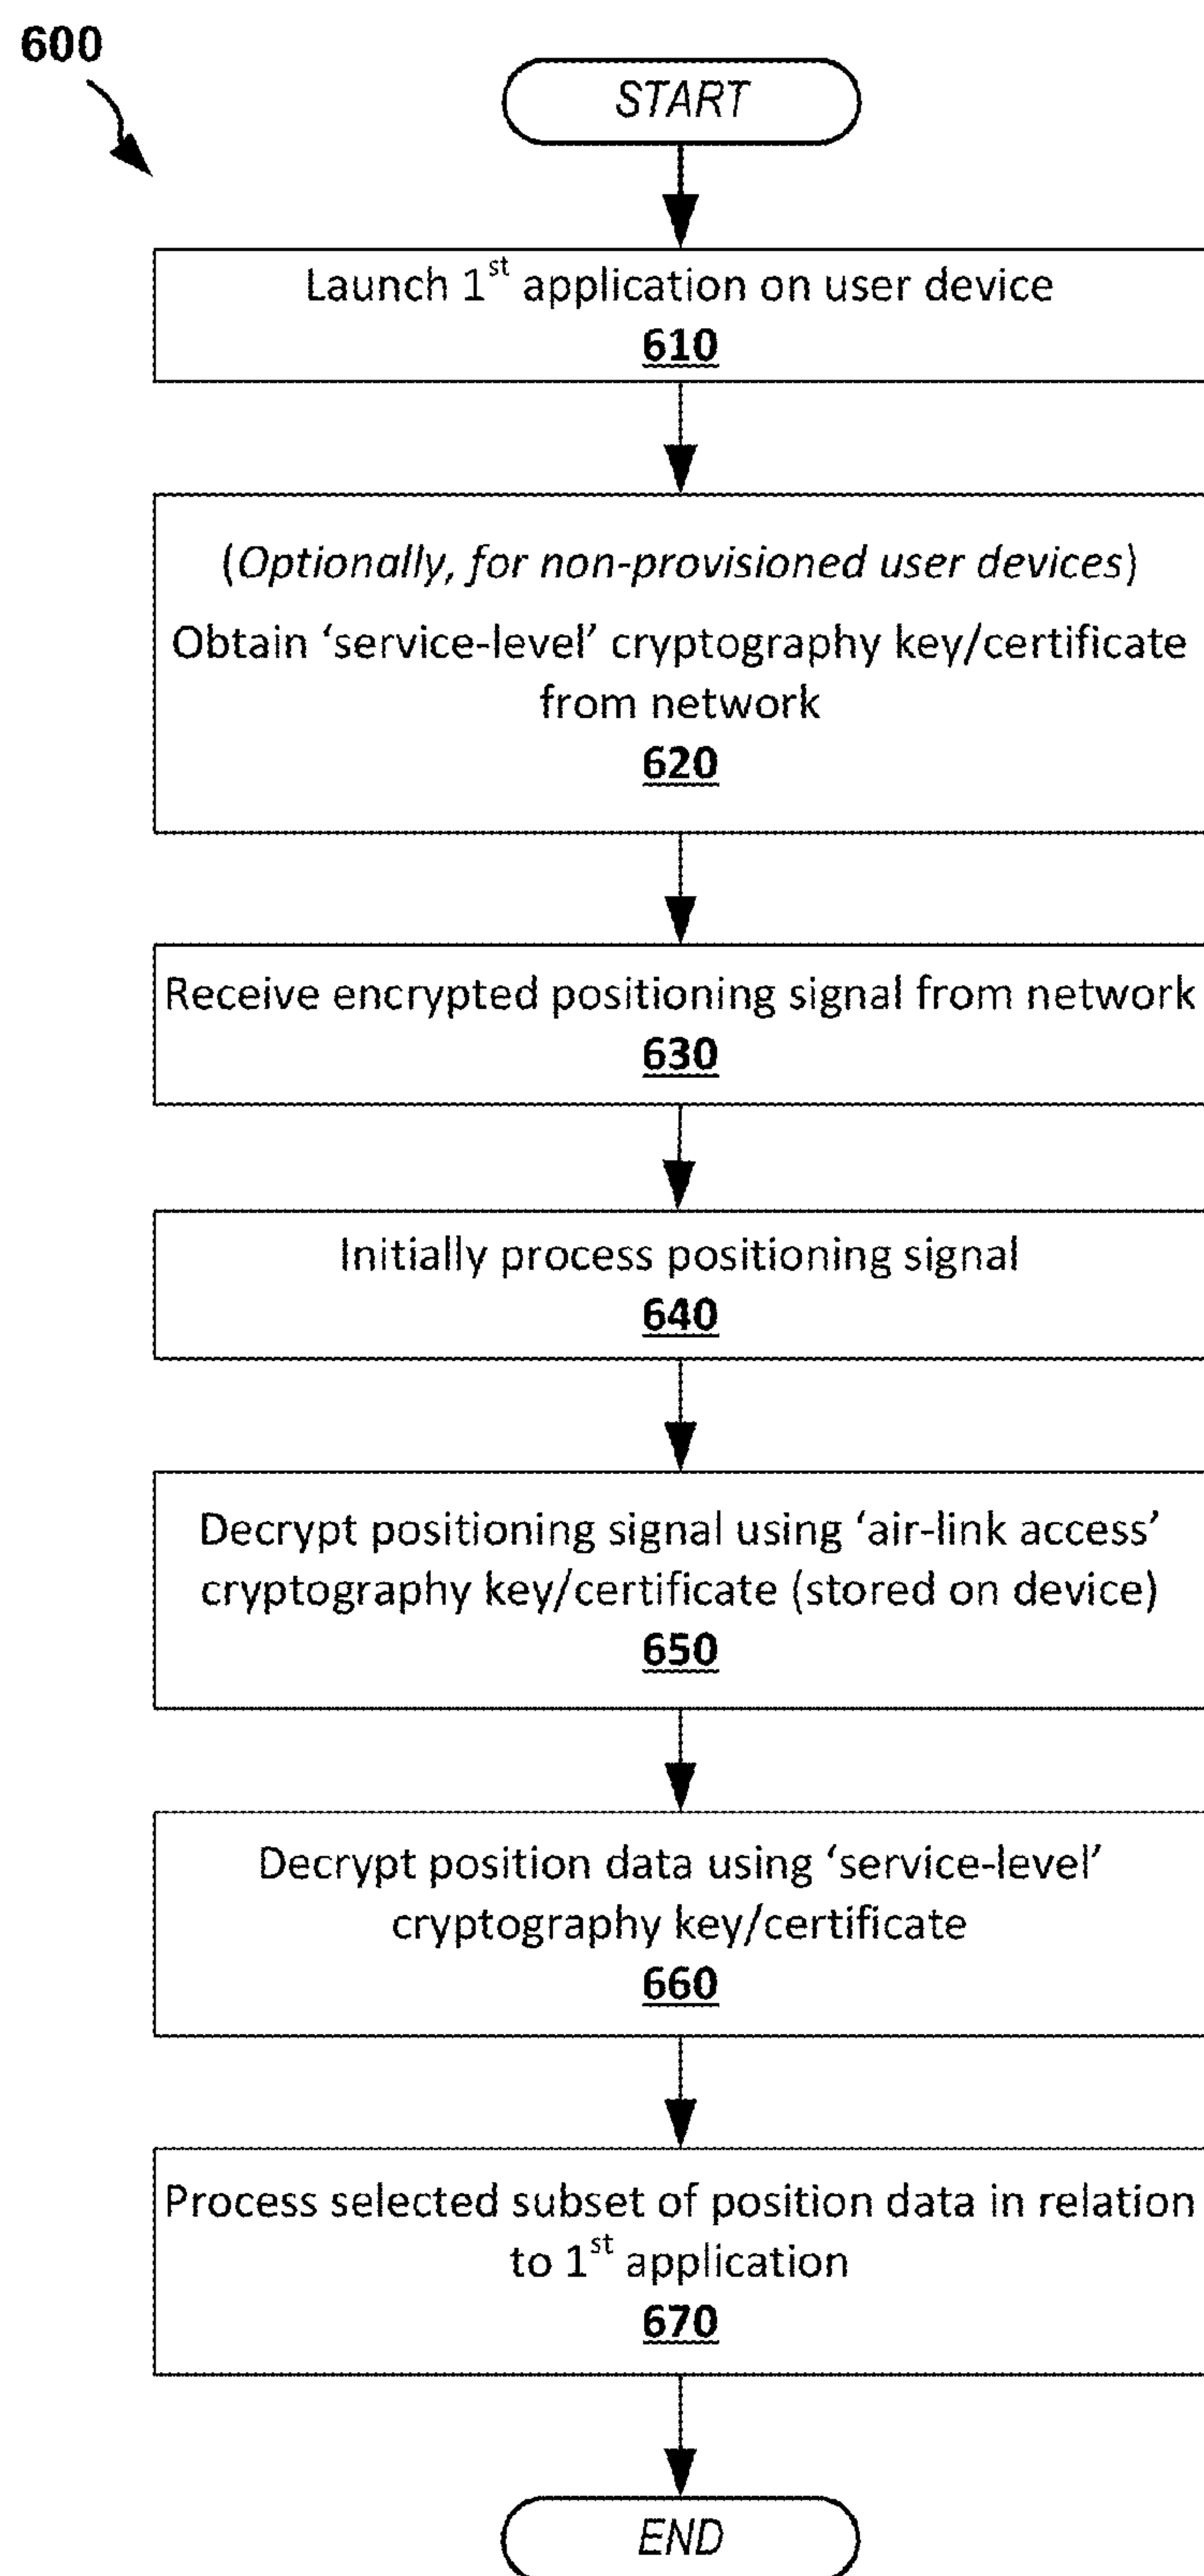 600
START
Launch 1st application on user device
610
(Optionally, for non-provisioned user devices)
Obtain ‘service-level’ cryptography key/certificate
from network
620
Receive encrypted positioning signal from network
630
Initially process positioning signal
640
Decrypt positioning signal using ‘air-link access’
cryptography key/certificate (stored on device)
650
Decrypt position data using ‘service-level’
cryptography key/certificate
660
Process selected subset of position data in relation
to 1st application
670
END